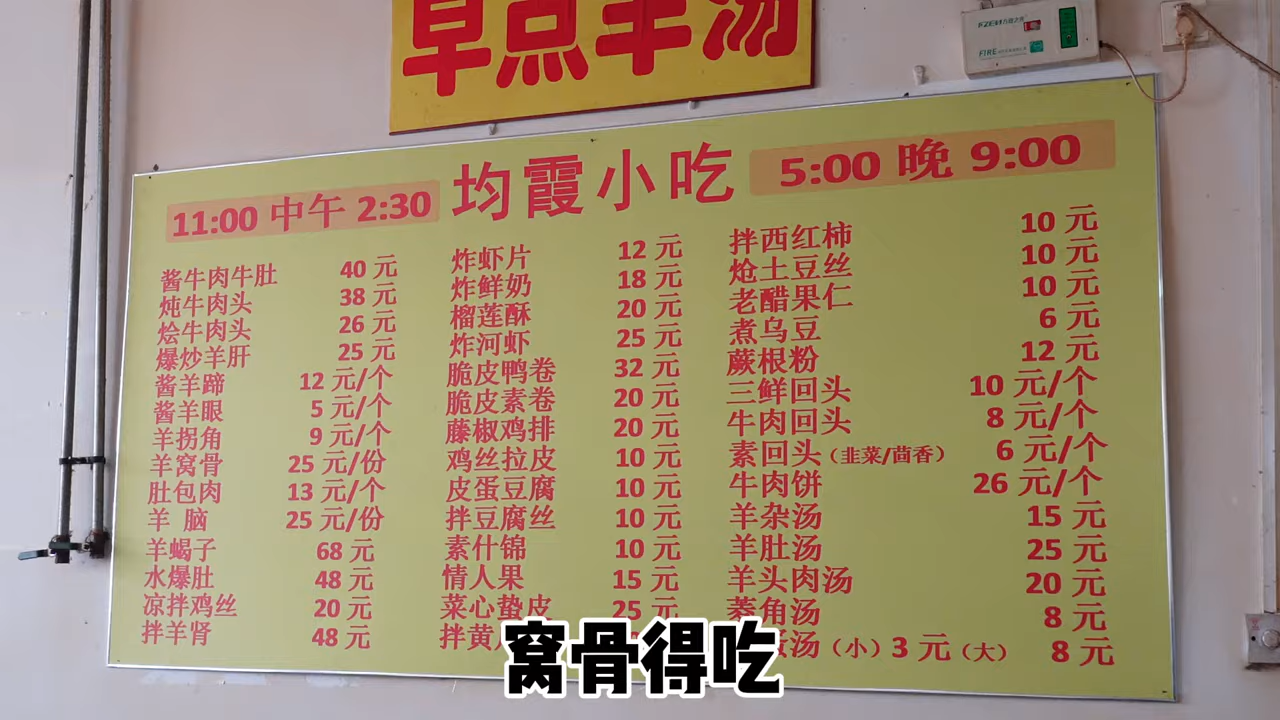 早点羊汤
FIRE
均霞小吃
11:00 中午 2:30
5:00 晚 9:00
酱牛肉牛肚 40 元
炖牛肉头 38 元
烩牛肉头 26 元
爆炒羊肝 25 元
酱羊蹄 12 元/个
酱羊眼 5 元/个
羊拐角 9 元/个
羊窝骨 25 元/份
肚包肉 13 元/个
羊 脑 25 元/份
羊蝎子 68 元
水爆肚 48 元
凉拌鸡丝 20 元
拌羊肾 48 元
炸虾片 12 元
炸鲜奶 18 元
榴莲酥 20 元
炸河虾 25 元
脆皮鸭卷 32 元
脆皮素卷 20 元
藤椒鸡排 20 元
鸡丝拉皮 10 元
皮蛋豆腐 10 元
拌豆腐丝 10 元
素什锦 10 元
情人果 15 元
菜心蛰皮 25 元
拌黄
拌西红柿 10 元
炝土豆丝 10 元
老醋果仁 10 元
煮乌豆 6 元
蕨根粉 12 元
三鲜回头 10 元/个
牛肉回头 8 元/个
素回头（韭菜/茴香） 6 元/个
牛肉饼 26 元/个
羊杂汤 15 元
羊肚汤 25 元
羊头肉汤 20 元
菱角汤 8 元
汤（小）3 元（大） 8 元
窝骨得吃